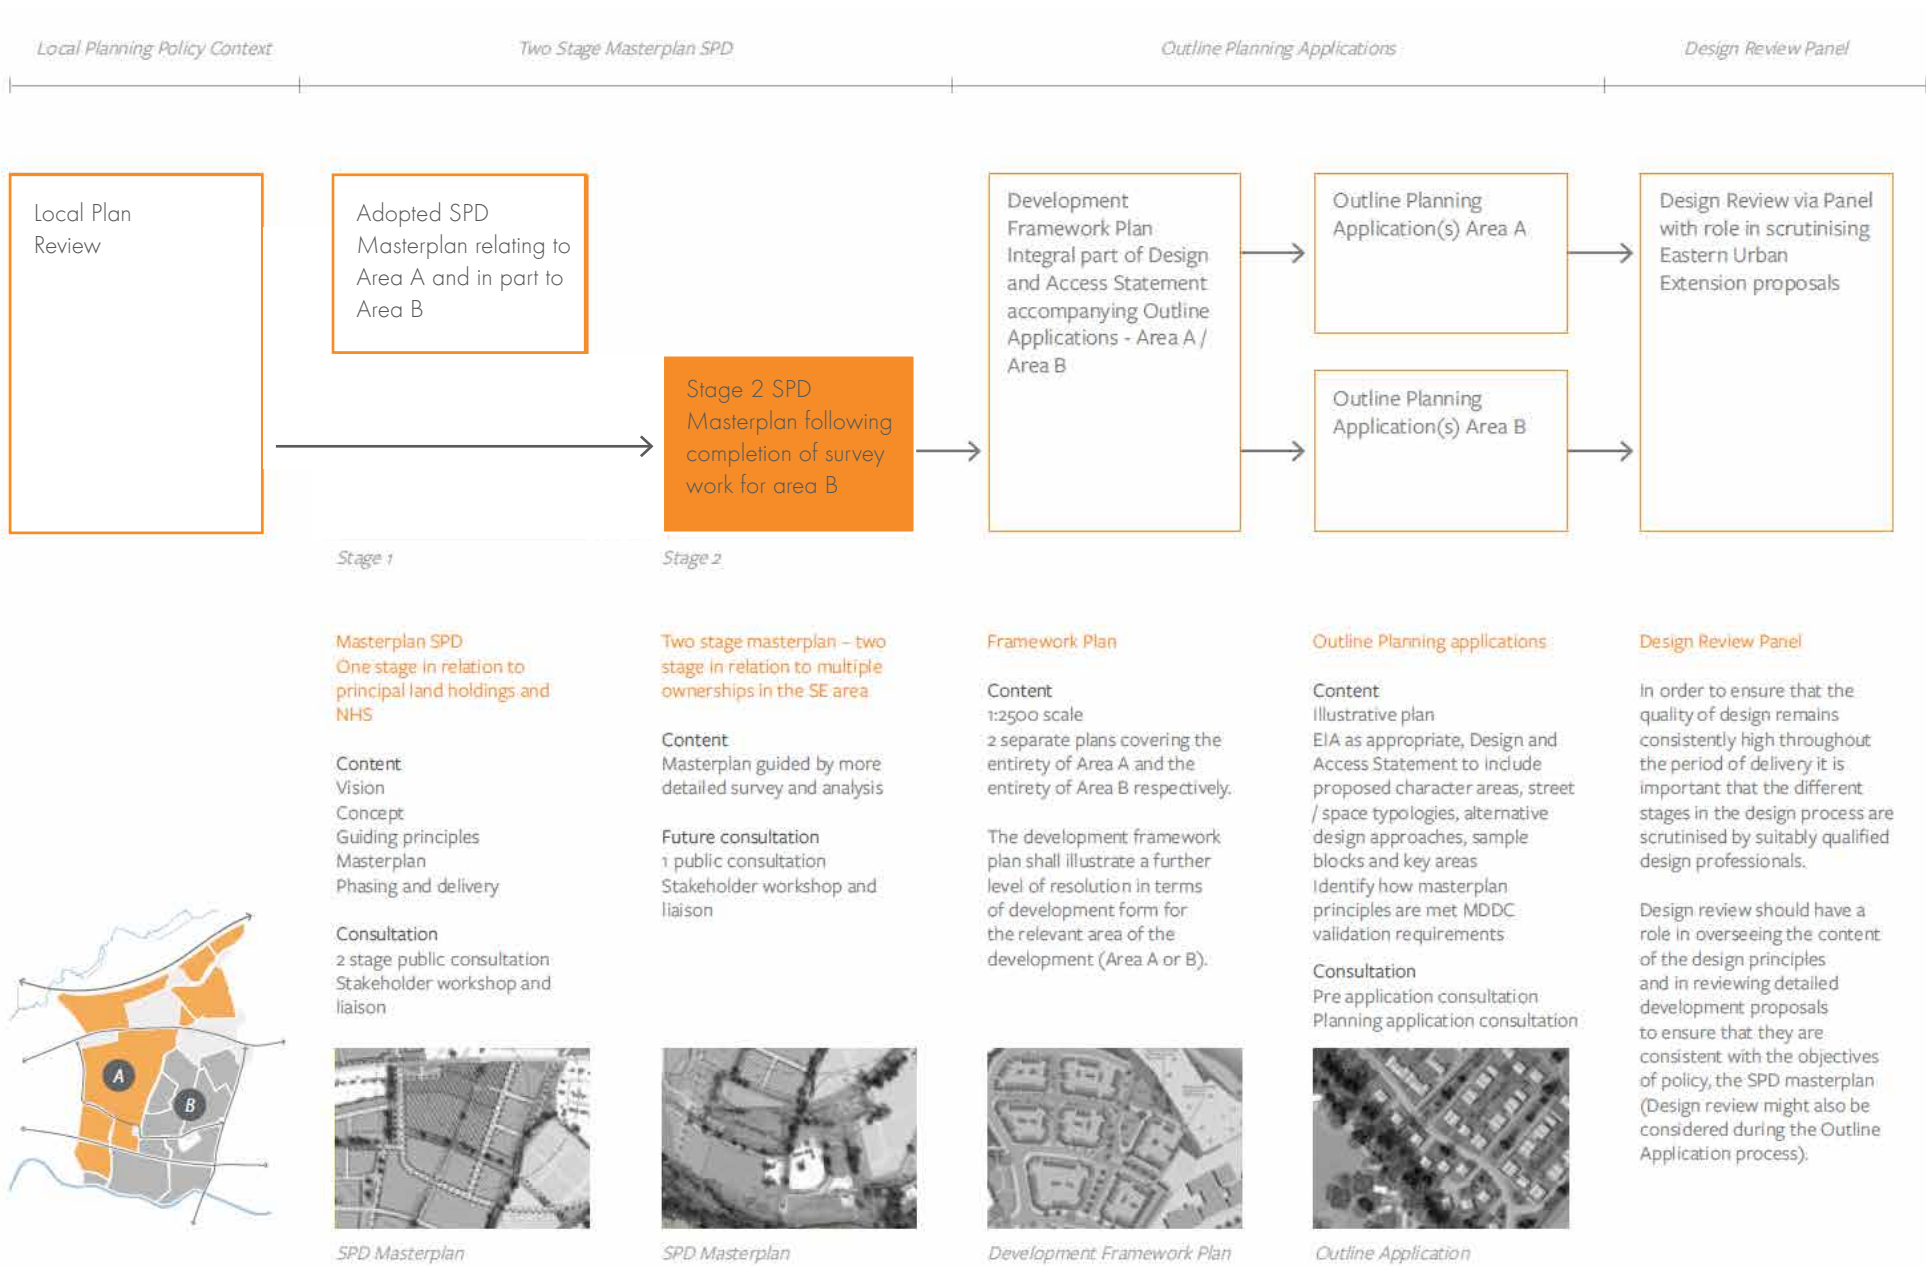 Local Planning Policy Context
Two Stage Masterplan SPD
Outline Planning Applications
Design Review Panel
Local Plan
Review
Adopted SPD
Masterplan relating to
Area A and in part to
Area B
Stage 2 SPD
Masterplan following
completion of survey
work for area B
Development
Framework Plan
Integral part of Design
and Access Statement
accompanying Outline
Applications - Area A /
Area B
Outline Planning
Application(s) Area A
Outline Planning
Application(s) Area B
Design Review via Panel
with role in scrutinising
Eastern Urban
Extension proposals
Stage 1
Stage 2
Masterplan SPD
One stage in relation to
principal land holdings and
NHS
Content
Vision
Concept
Guiding principles
Masterplan
Phasing and delivery
Consultation
2 stage public consultation
Stakeholder workshop and
liaison
Two stage masterplan – two
stage in relation to multiple
ownerships in the SE area
Content
Masterplan guided by more
detailed survey and analysis
Future consultation
1 public consultation
Stakeholder workshop and
liaison
Framework Plan
Content
1:2500 scale
2 separate plans covering the
entirety of Area A and the
entirety of Area B respectively.
The development framework
plan shall illustrate a further
level of resolution in terms
of development form for
the relevant area of the
development (Area A or B).
Outline Planning applications
Content
Illustrative plan
EIA as appropriate, Design and
Access Statement to include
proposed character areas, street
/ space typologies, alternative
design approaches, sample
blocks and key areas
Identify how masterplan
principles are met MDDC
validation requirements
Consultation
Pre application consultation
Planning application consultation
Design Review Panel
In order to ensure that the
quality of design remains
consistently high throughout
the period of delivery it is
important that the different
stages in the design process are
scrutinised by suitably qualified
design professionals.
Design review should have a
role in overseeing the content
of the design principles
and in reviewing detailed
development proposals
to ensure that they are
consistent with the objectives
of policy, the SPD masterplan
(Design review might also be
considered during the Outline
Application process).
A
B
SPD Masterplan
SPD Masterplan
Development Framework Plan
Outline Application